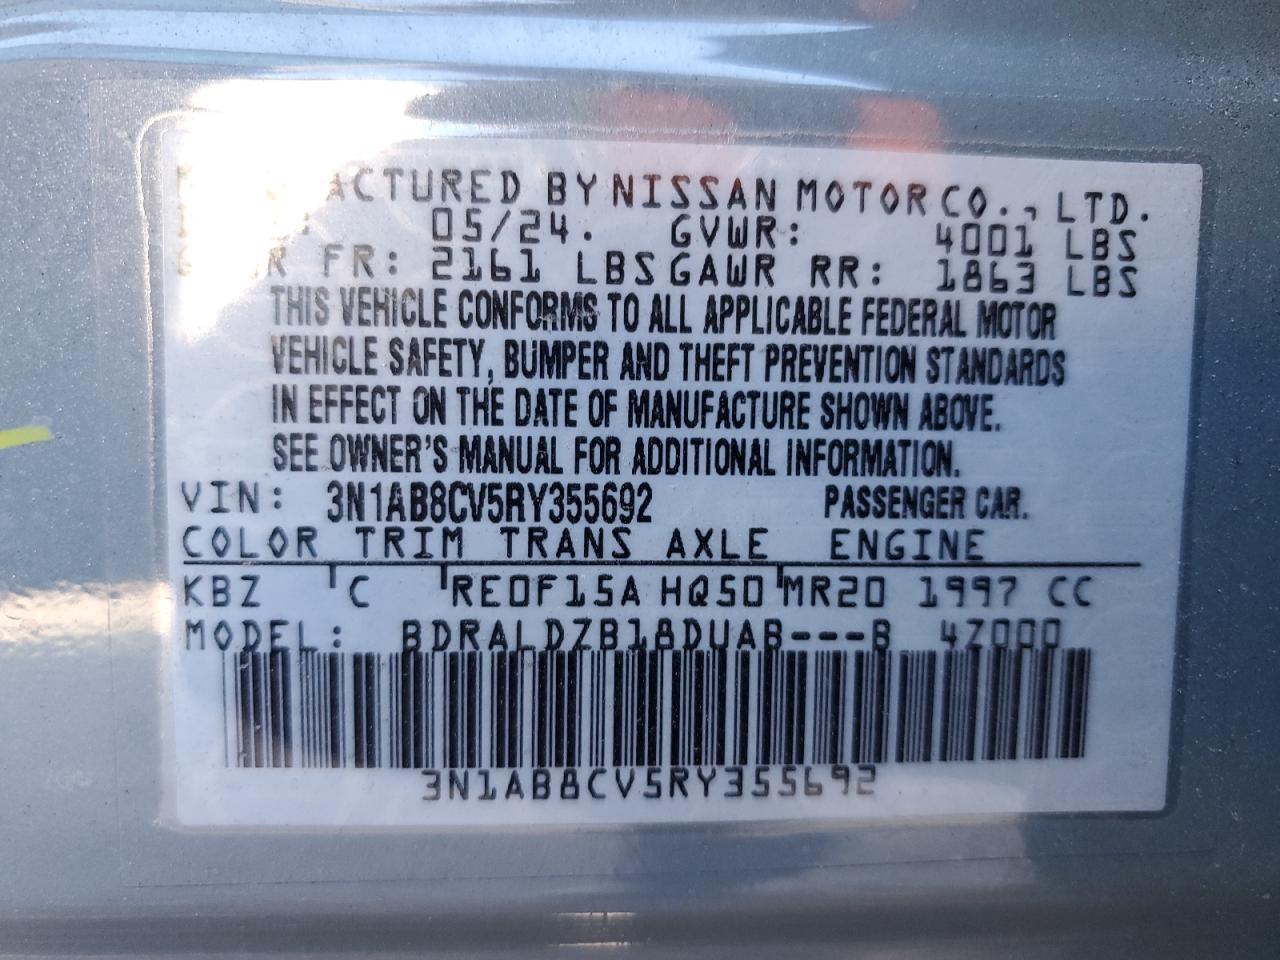 ACTURED BY NISSAN MOTOR CO., LTD.
05/24. GVWR: 4001 LBS
R FR: 2161 LBS GAWR RR: 1863 LBS
THIS VEHICLE CONFORMS TO ALL APPLICABLE FEDERAL MOTOR
VEHICLE SAFETY, BUMPER AND THEFT PREVENTION STANDARDS
IN EFFECT ON THE DATE OF MANUFACTURE SHOWN ABOVE.
SEE OWNER'S MANUAL FOR ADDITIONAL INFORMATION.
VIN: 3N1AB8CV5RY355692 PASSENGER CAR.
COLOR TRIM TRANS AXLE ENGINE
KBZ C RE0F15A HQ50 MR20 1997 CC
MODEL: BDRALDZB18DUAB---B 4Z000
3N1AB8CV5RY355692